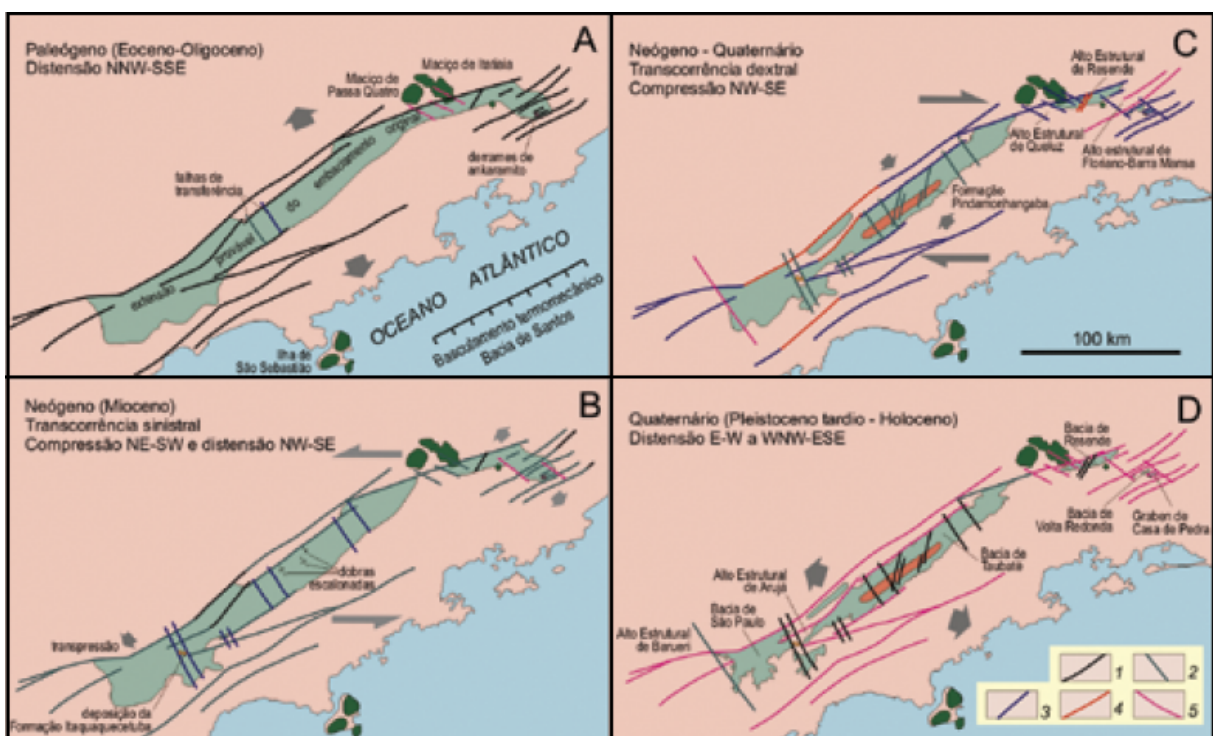 Paleógeno (Eoceno-Oligoceno)
Distensão NNW-SSE
A
Maciço de
Passa Quatro
Maciço de Itatiaia
falhas de
transferência
extensão provável do embaciamento original
derrames de
ankaramito
OCEANO ATLÂNTICO
Basculamento termomecânico
Bacia de Santos
Ilha de
São Sebastião
Neógeno (Mioceno)
Transcorrência sinistral
Compressão NE-SW e distensão NW-SE
B
dobras
escalonadas
transpressão
deposição da
Formação Itaquaquecetuba
Neógeno - Quaternário
Transcorrência dextral
Compressão NW-SE
C
Alto Estrutural
de Resende
Alto Estrutural
de Queluz
Alto estrutural de
Floriano-Barra Mansa
Formação
Pindamonhangaba
100 km
Quaternário (Pleistoceno tardio - Holoceno)
Distensão E-W a WNW-ESE
D
Bacia de
Resende
Bacia de
Volta Redonda
Graben de
Casa de Pedra
Bacia de
Taubaté
Alto Estrutural
de Arujá
Bacia de
São Paulo
Alto Estrutural
de Barueri
1
2
3
4
5